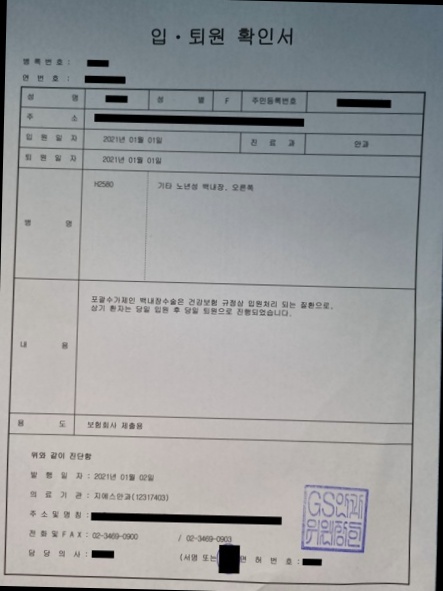 입 · 퇴원 확인서
병록번호 :
연 번 호 :
성 명 성 별 F 주민등록번호
주 소
입 원 일 자 2021년 01월 01일 진 료 과 안과
퇴 원 일 자 2021년 01월 01일
병 명 H2580 기타 노년성 백내장, 오른쪽
내 용
포괄수가제인 백내장수술은 건강보험 규정상 입원처리 되는 질환으로,
상기 환자는 당일 입원 후 당일 퇴원으로 진행되었습니다.
용 도 보험회사 제출용
위와 같이 진단함
발 행 일 자 : 2021년 01월 02일
의 료 기 관 : 지에스안과(12317403)
주 소 및 명 칭 :
전 화 및 F A X : 02-3469-0900 / 02-3469-0903
담 당 의 사 : (서명 또는 면 허 번 호 :
GS안과